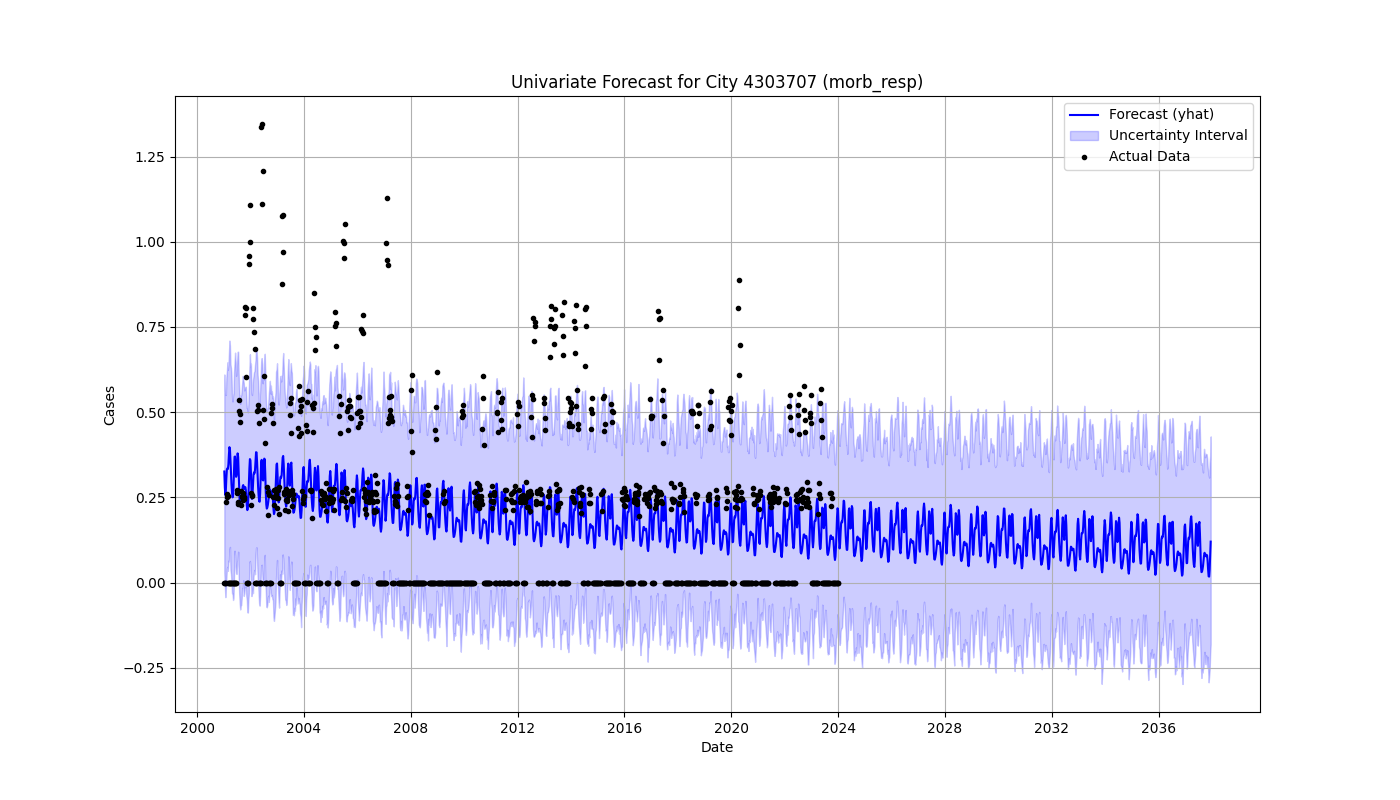 Univariate Forecast for City 4303707 (morb_resp)
Forecast (yhat)
Uncertainty Interval
Actual Data
Cases
1.25
1.00
0.75
0.50
0.25
0.00
−0.25
2000 2004 2008 2012 2016 2020 2024 2028 2032 2036
Date